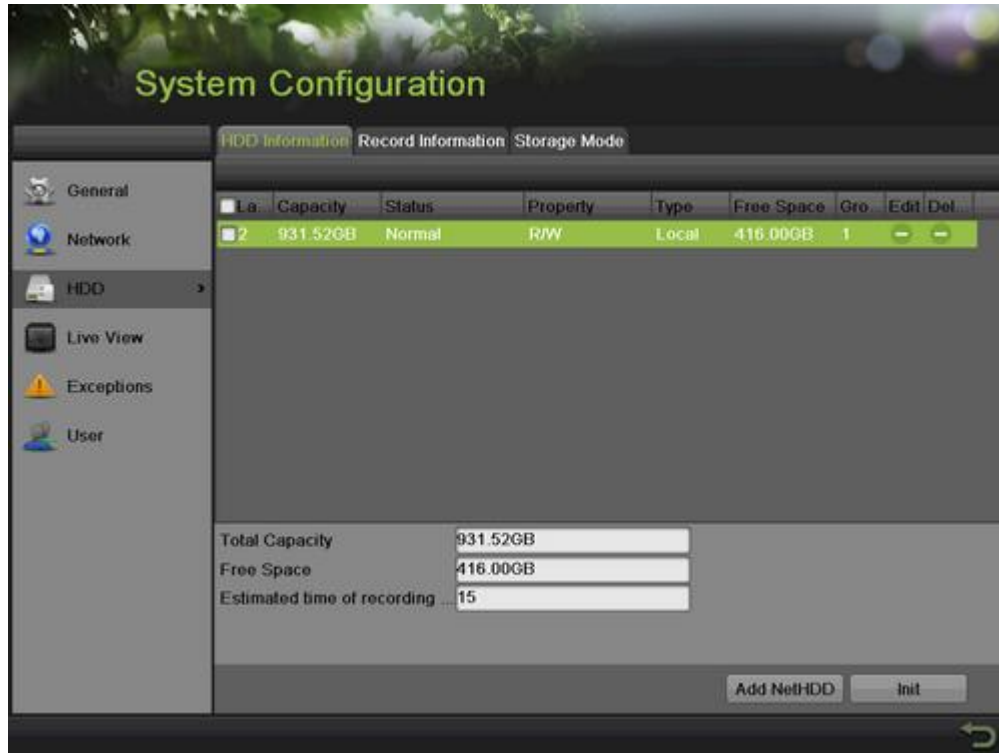 System Configuration
HDD Information Record Information Storage Mode
General
Network
HDD
Live View
Exceptions
User
La... Capacity Status Property Type Free Space Gro... Edit Del...
2 931.52GB Normal R/W Local 416.00GB 1
Total Capacity 931.52GB
Free Space 416.00GB
Estimated time of recording ... 15
Add NetHDD Init